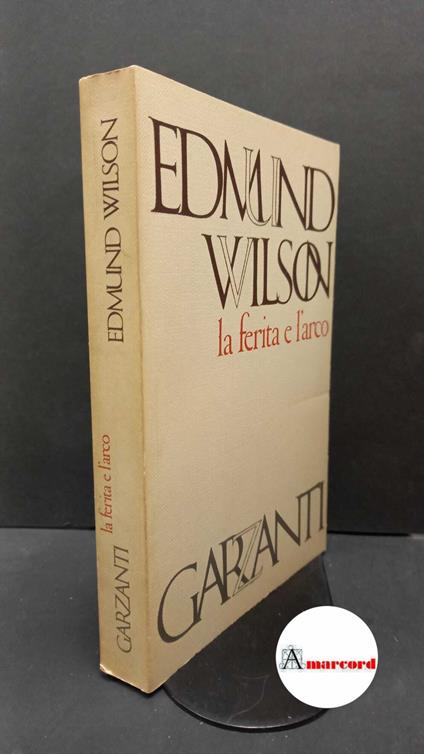 EDMUND
WILSON
la ferita e l'arco
GARZANTI
EDMUND WILSON
la ferita e l'arco
GARZANTI
Amarcord